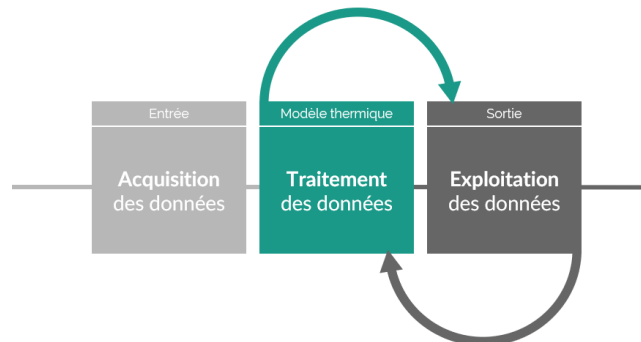 Entrée
Acquisition
des données
Modèle thermique
Traitement
des données
Sortie
Exploitation
des données